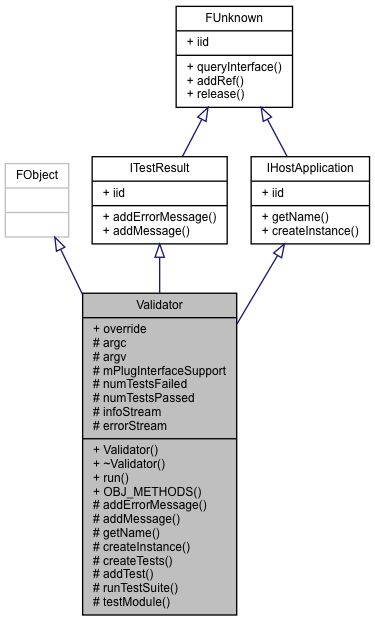 FUnknown
+ iid
+ queryInterface()
+ addRef()
+ release()
FObject
ITestResult
+ iid
+ addErrorMessage()
+ addMessage()
IHostApplication
+ iid
+ getName()
+ createInstance()
Validator
+ override
# argc
# argv
# mPlugInterfaceSupport
# numTestsFailed
# numTestsPassed
# infoStream
# errorStream
+ Validator()
+ ~Validator()
+ run()
+ OBJ_METHODS()
# addErrorMessage()
# addMessage()
# getName()
# createInstance()
# createTests()
# addTest()
# runTestSuite()
# testModule()